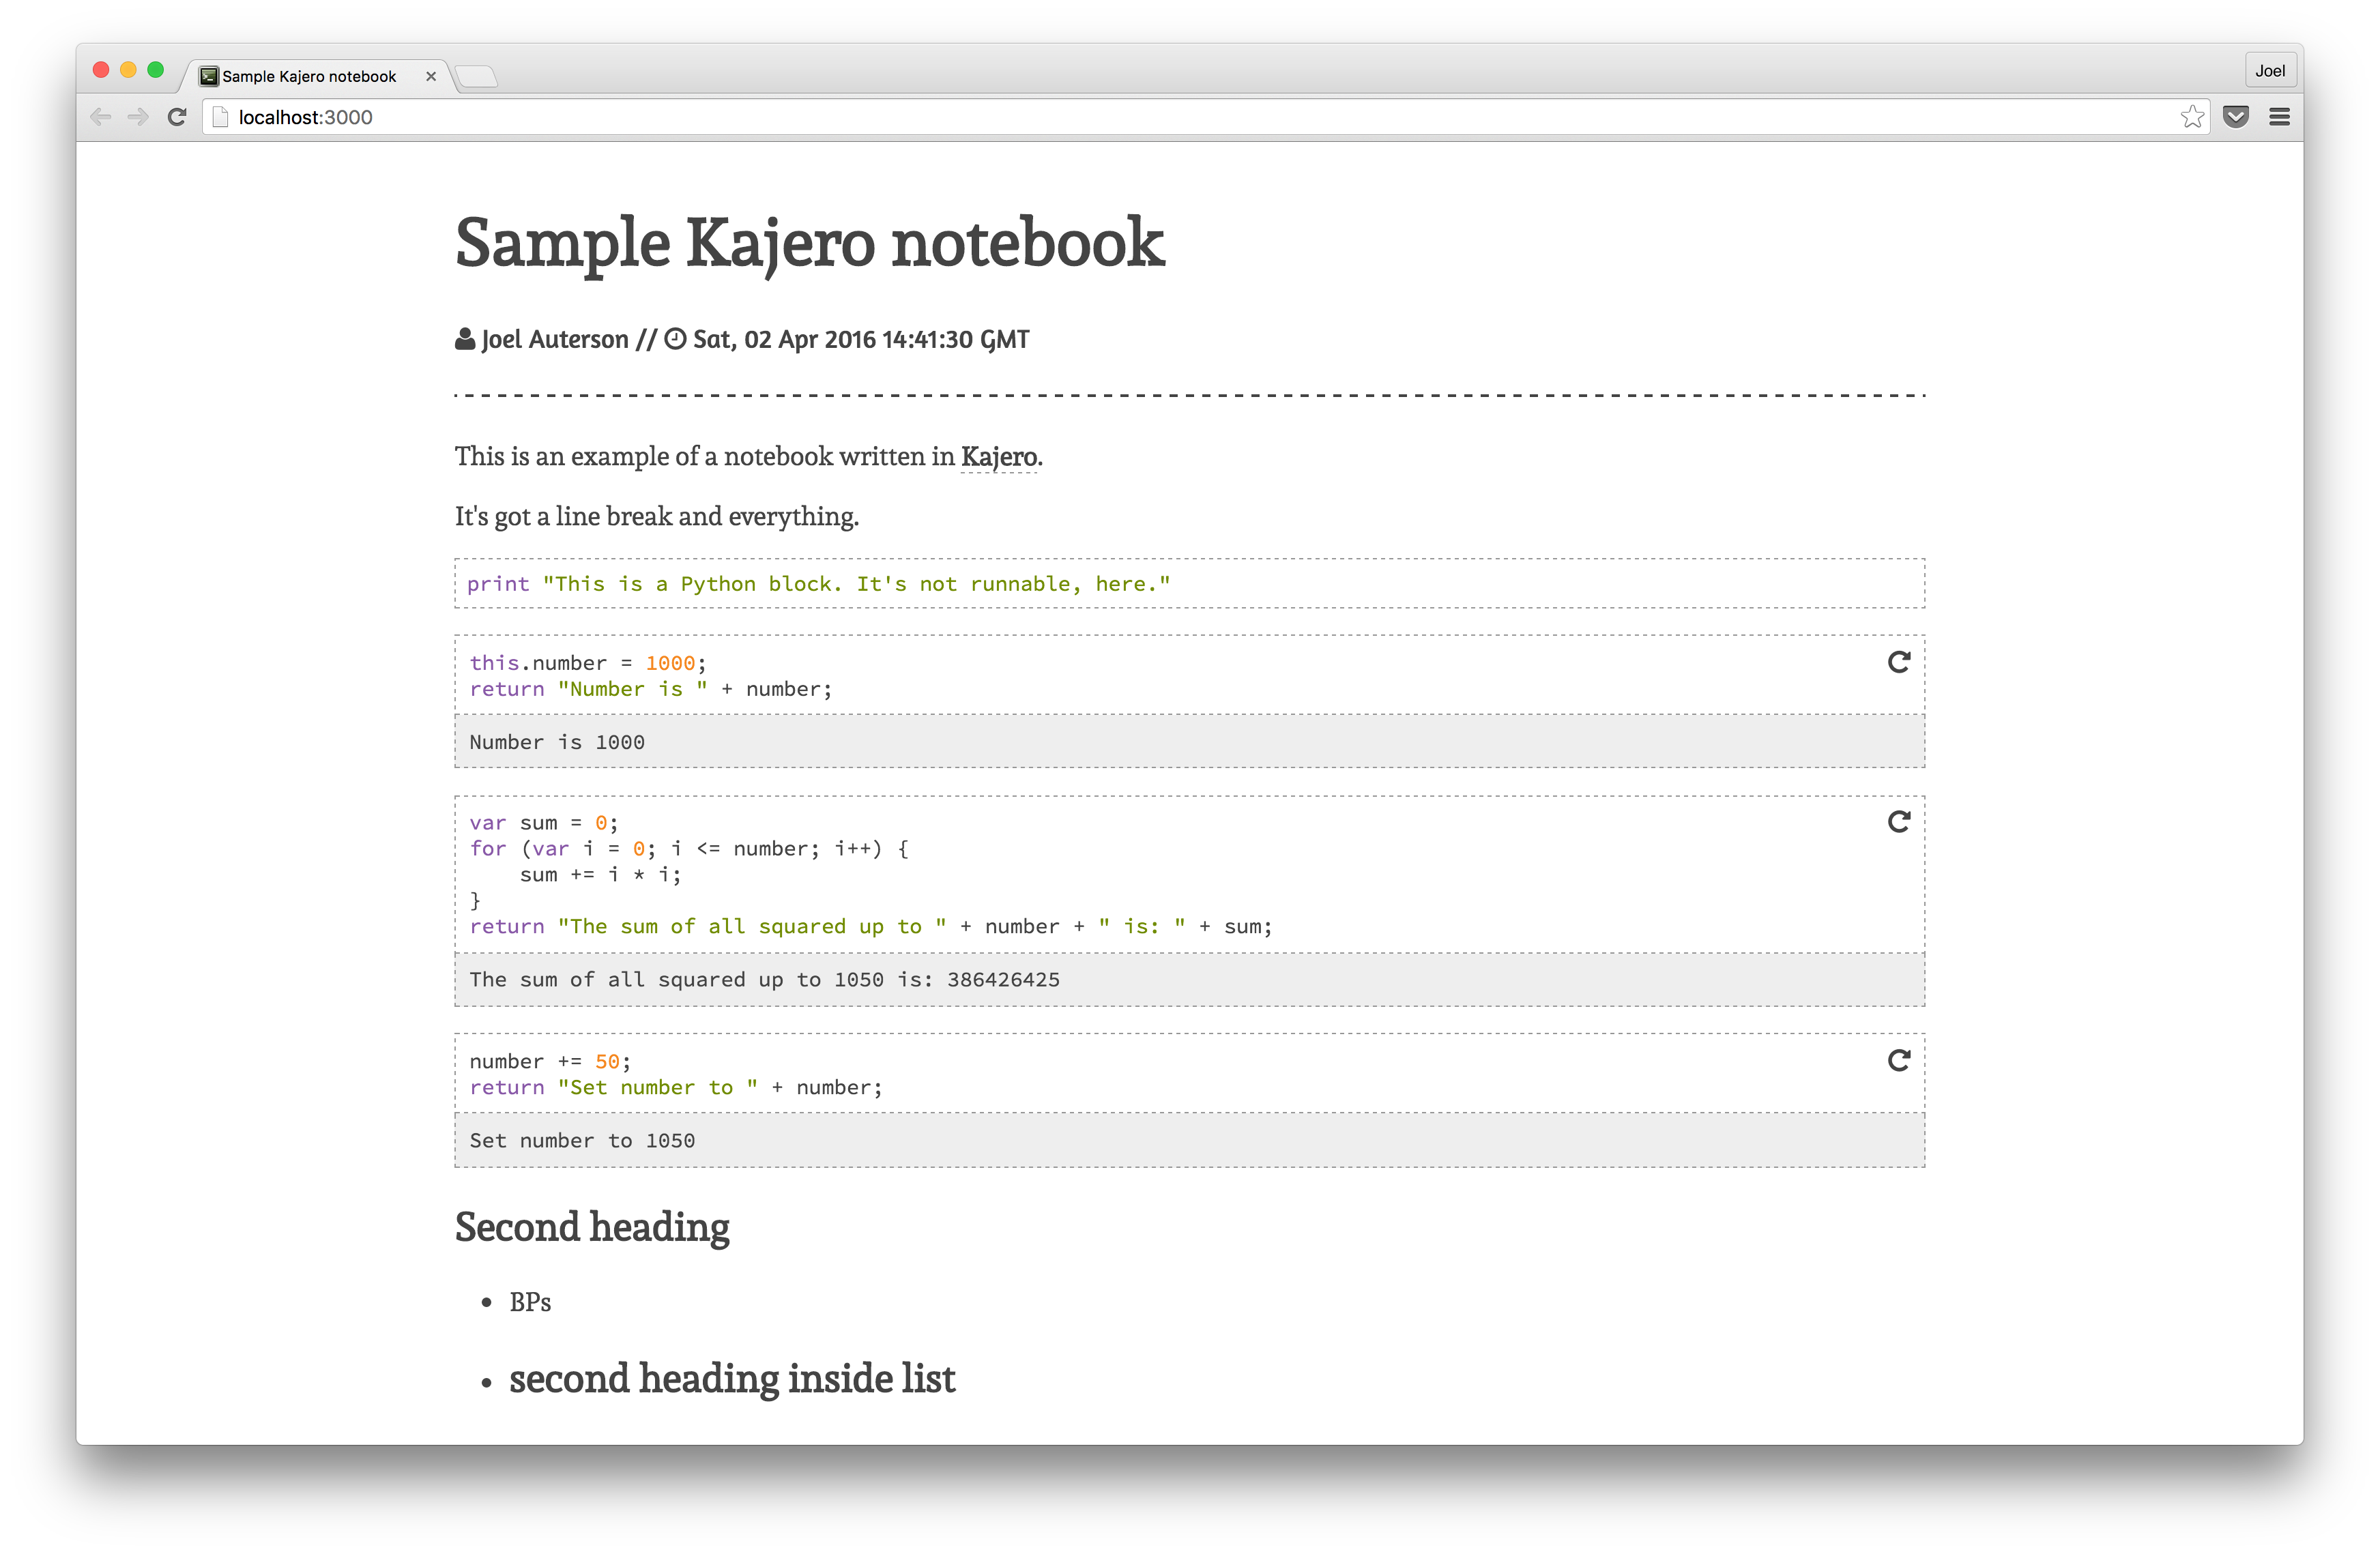 Sample Kajero notebook
Joel
localhost:3000
Sample Kajero notebook
Joel Auterson // Sat, 02 Apr 2016 14:41:30 GMT
This is an example of a notebook written in Kajero.
It's got a line break and everything.
print "This is a Python block. It's not runnable, here."
this.number = 1000;
return "Number is " + number;
Number is 1000
var sum = 0;
for (var i = 0; i <= number; i++) {
    sum += i * i;
}
return "The sum of all squared up to " + number + " is: " + sum;
The sum of all squared up to 1050 is: 386426425
number += 50;
return "Set number to " + number;
Set number to 1050
Second heading
• BPs
• second heading inside list